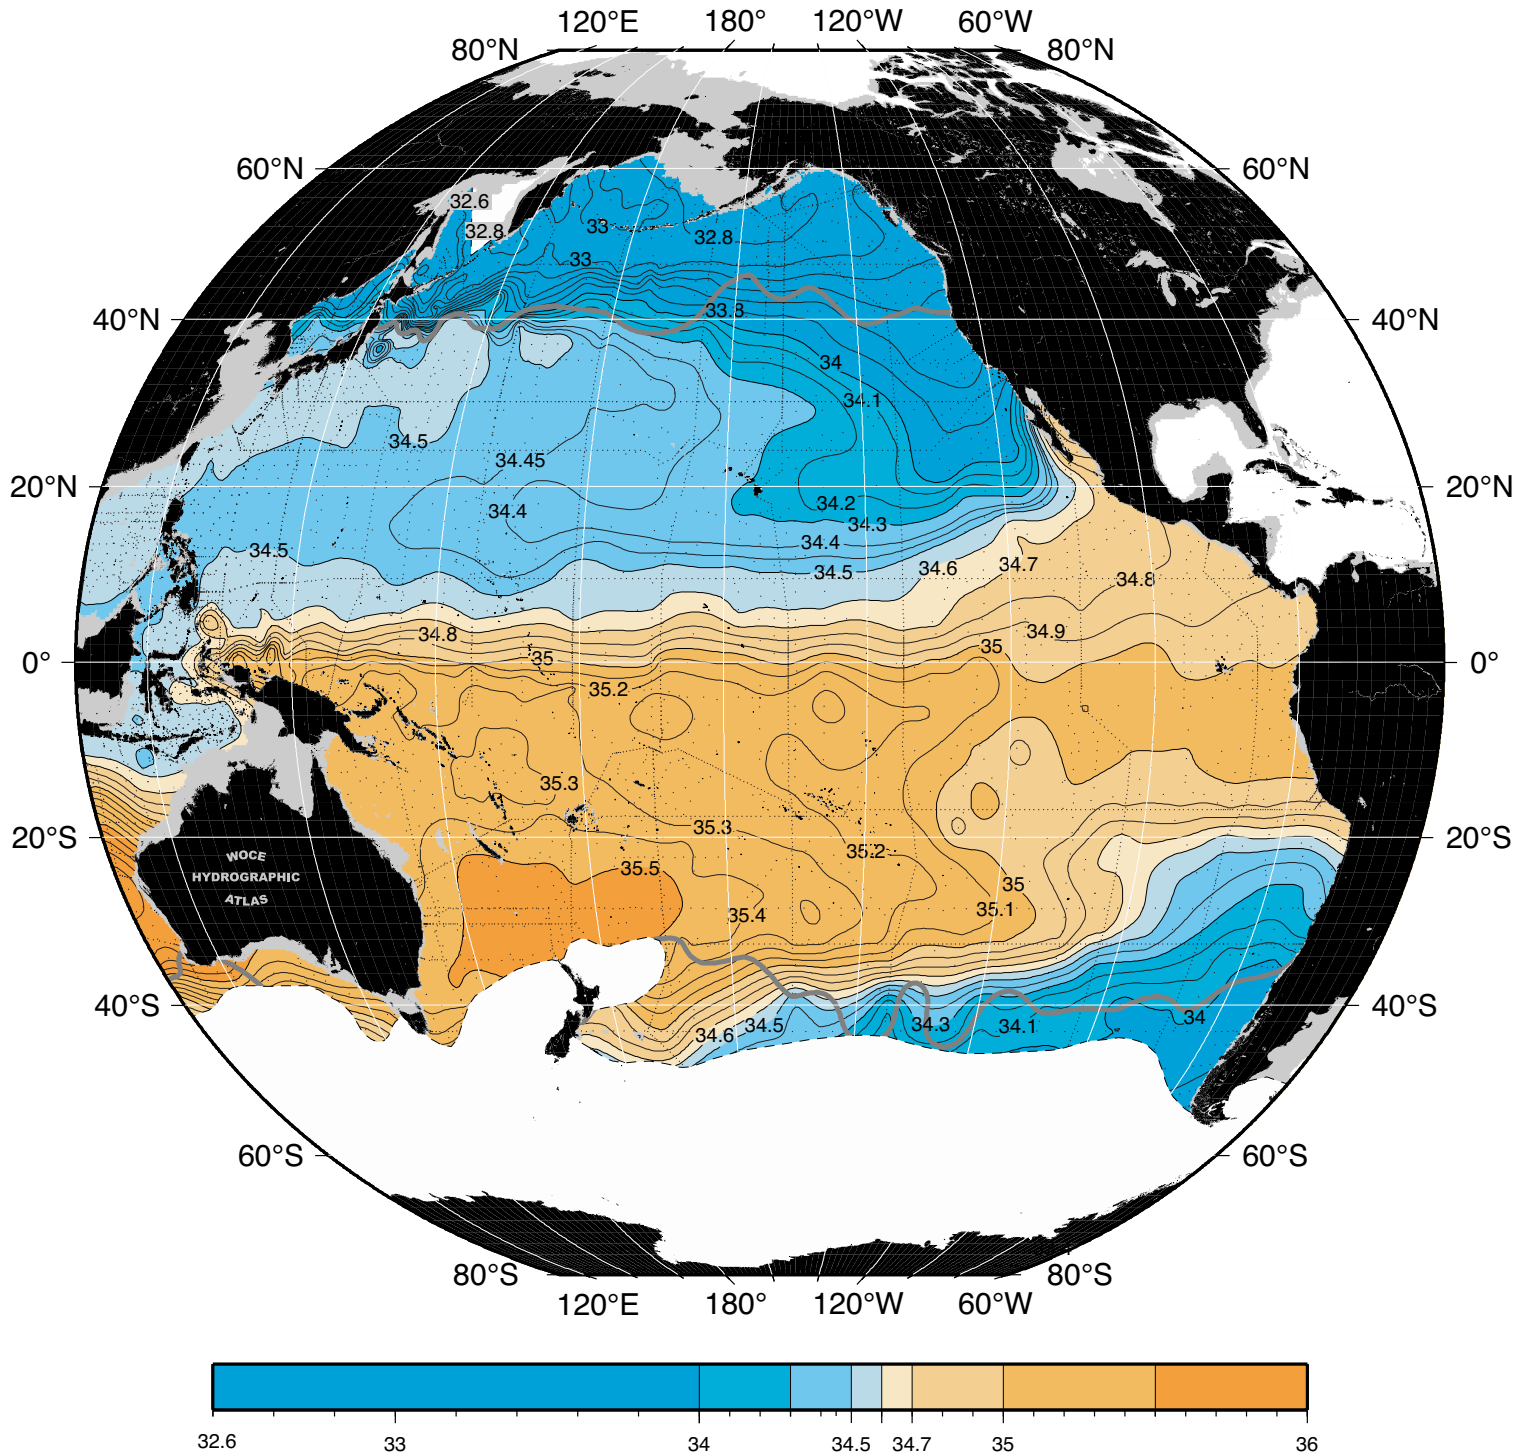 120°E 180° 120°W 60°W
80°N 80°N
60°N 60°N
32.6
33 32.8
32.8
33
40°N 33.8 40°N
34
34.1
34.5
34.45
20°N 20°N
34.2
34.4 34.3
34.4
34.5 34.5 34.6 34.7 34.8
34.8 34.9
35 35
0° 0°
35.2
35.3
35.3
20°S 20°S
35.2
WOCE
HYDROGRAPHIC
ATLAS
35.5
35
35.4 35.1
40°S 40°S
34.6 34.5 34.3 34.1 34
60°S 60°S
80°S 80°S
120°E 180° 120°W 60°W
32.6 33 34 34.5 34.7 35 36